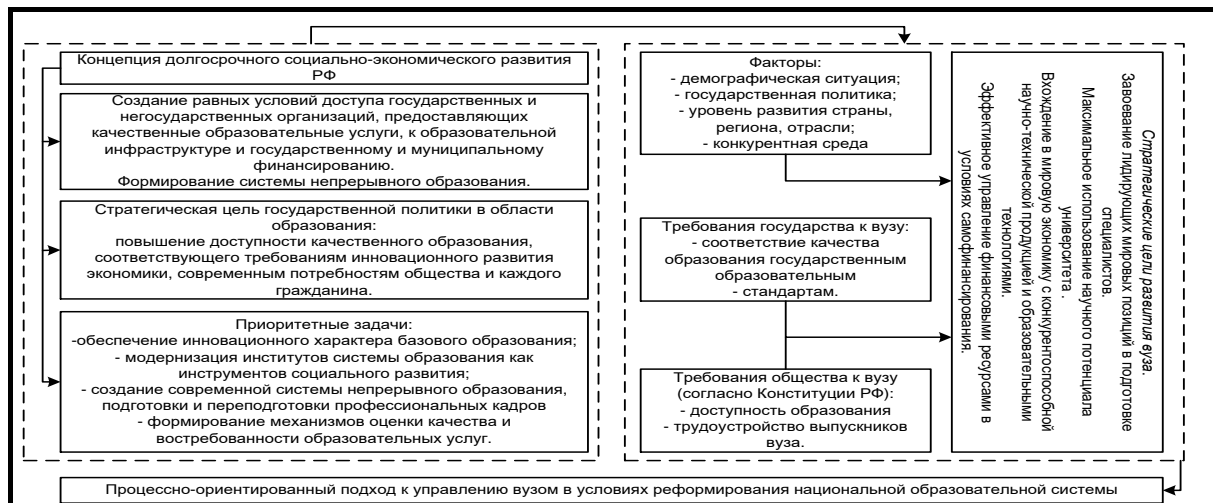 Концепция долгосрочного социально-экономического развития
РФ
Создание равных условий доступа государственных и
негосударственных организаций, предоставляющих
качественные образовательные услуги, к образовательной
инфраструктуре и государственному и муниципальному
финансированию.
Формирование системы непрерывного образования.
Стратегическая цель государственной политики в области
образования:
повышение доступности качественного образования,
соответствующего требованиям инновационного развития
экономики, современным потребностям общества и каждого
гражданина.
Приоритетные задачи:
-обеспечение инновационного характера базового образования;
- модернизация институтов системы образования как
инструментов социального развития;
- создание современной системы непрерывного образования,
подготовки и переподготовки профессиональных кадров
- формирование механизмов оценки качества и
востребованности образовательных услуг.
Факторы:
- демографическая ситуация;
- государственная политика;
- уровень развития страны,
региона, отрасли;
- конкурентная среда
Требования государства к вузу:
- соответствие качества
образования государственным
образовательным
- стандартам.
Требования общества к вузу
(согласно Конституции РФ):
- доступность образования
- трудоустройство выпускников
вуза.
Стратегические цели развития вуза.
Завоевание лидирующих мировых позиций в подготовке
специалистов.
Максимальное использование научного потенциала
университета .
Вхождение в мировую экономику с конкурентоспособной
научно-технической продукцией и образовательными
технологиями.
Эффективное управление финансовыми ресурсами в
условиях самофинансирования.
Процессно-ориентированный подход к управлению вузом в условиях реформирования национальной образовательной системы